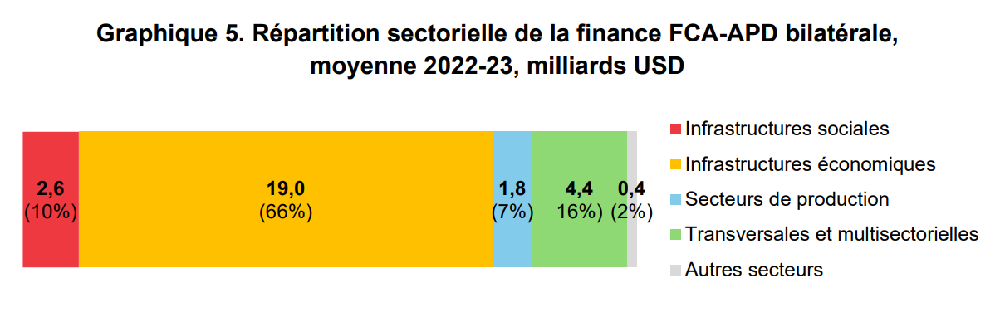 Graphique 5. Répartition sectorielle de la finance FCA-APD bilatérale,
moyenne 2022-23, milliards USD
2,6
(10%)
19,0
(66%)
1,8
(7%)
4,4
16%)
0,4
(2%)
Infrastructures sociales
Infrastructures économiques
Secteurs de production
Transversales et multisectorielles
Autres secteurs